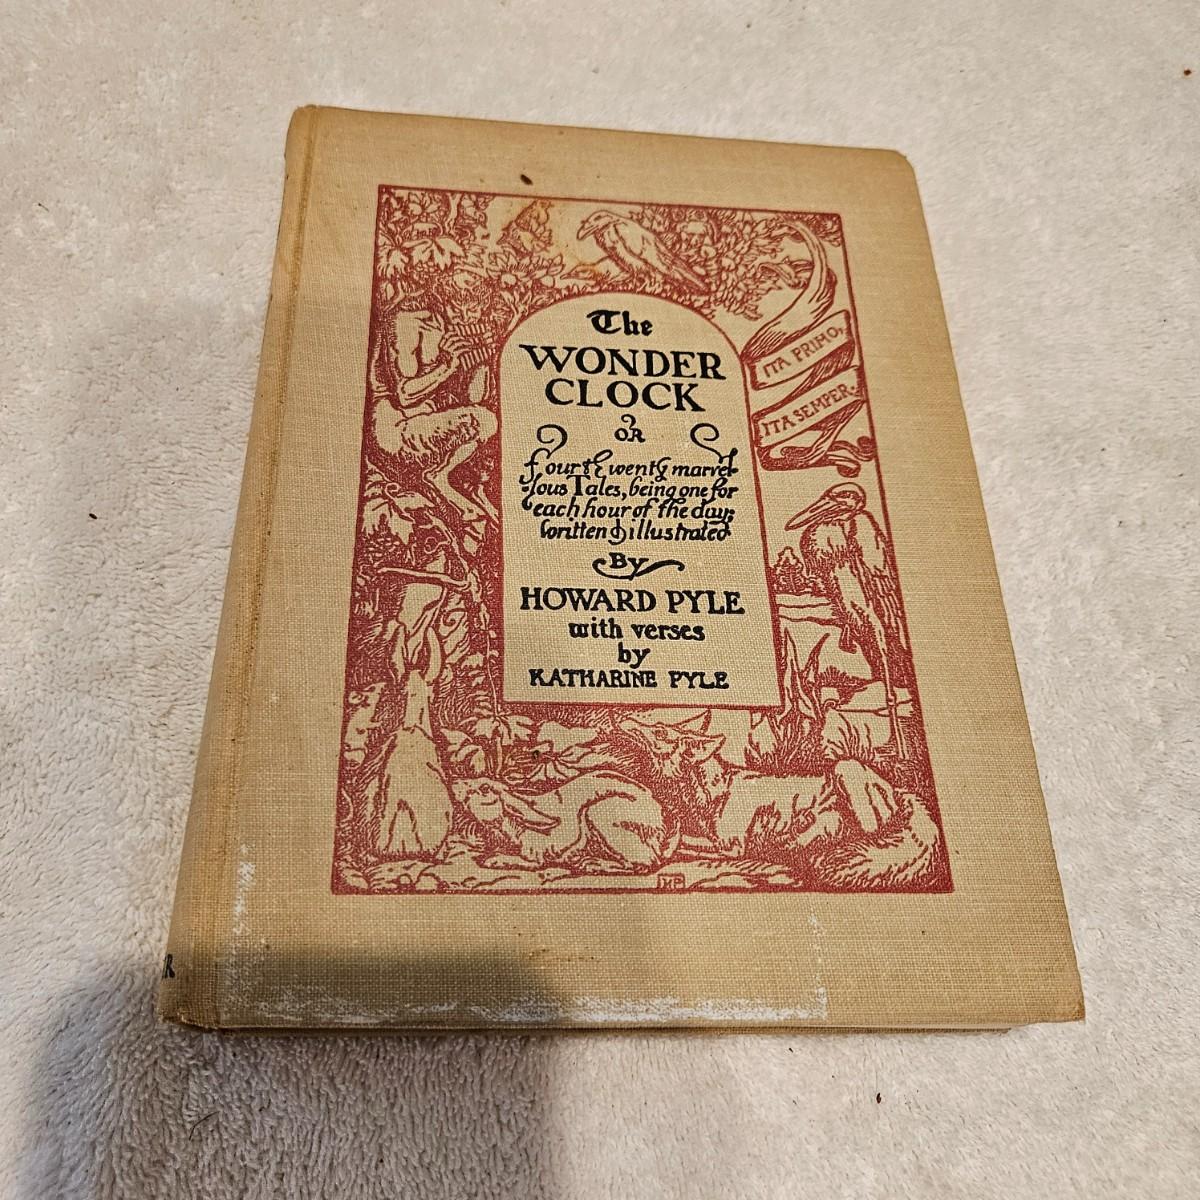 The
WONDER
CLOCK
OR
four & twenty marvel-
-lous Tales, being one for
each hour of the day:
written & illustrated
By
HOWARD PYLE
with verses
by
KATHARINE PYLE
ITA PRIMO,
ITA SEMPER.
HP
R